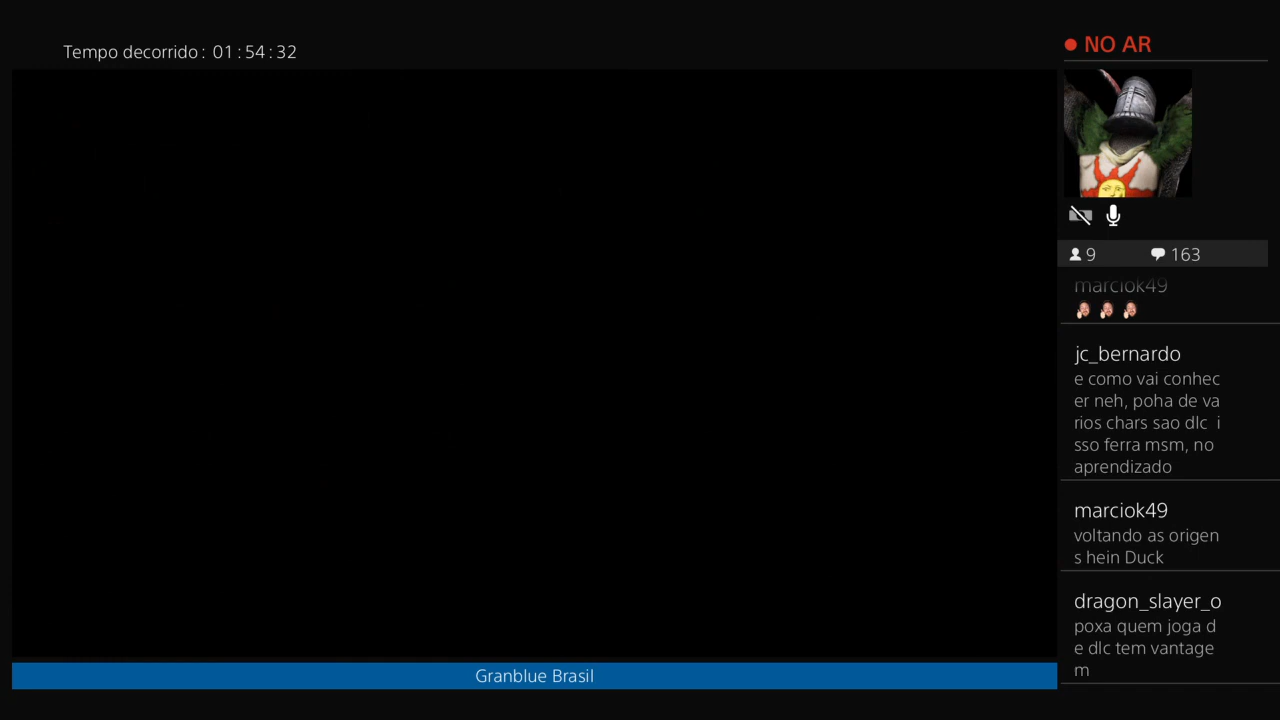 Tempo decorrido : 01 : 54 : 32
NO AR
9 163
marciok49
jc_bernardo
e como vai conhec
er neh, poha de va
rios chars sao dlc i
sso ferra msm, no
aprendizado
marciok49
voltando as origen
s hein Duck
dragon_slayer_o
poxa quem joga d
e dlc tem vantage
m
Granblue Brasil